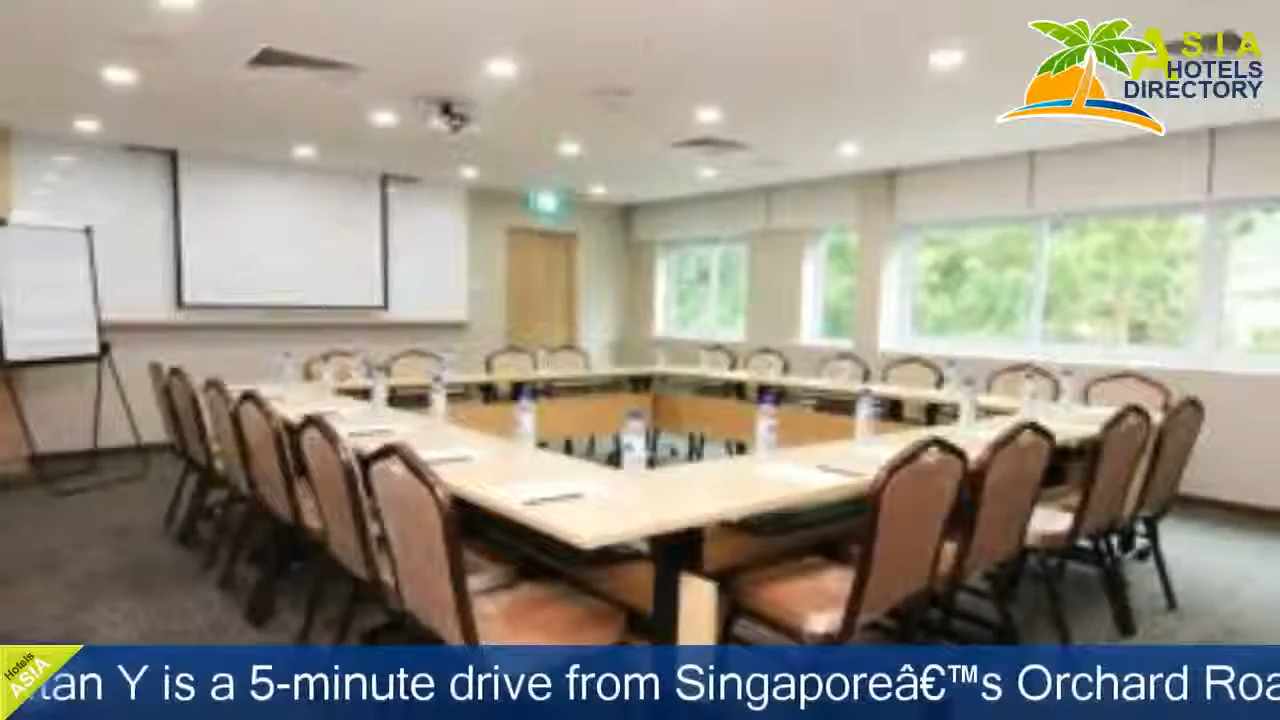 ASIA
HOTELS
DIRECTORY
Hotels
ASIA
tan Y is a 5-minute drive from Singaporeâ€™s Orchard Roa